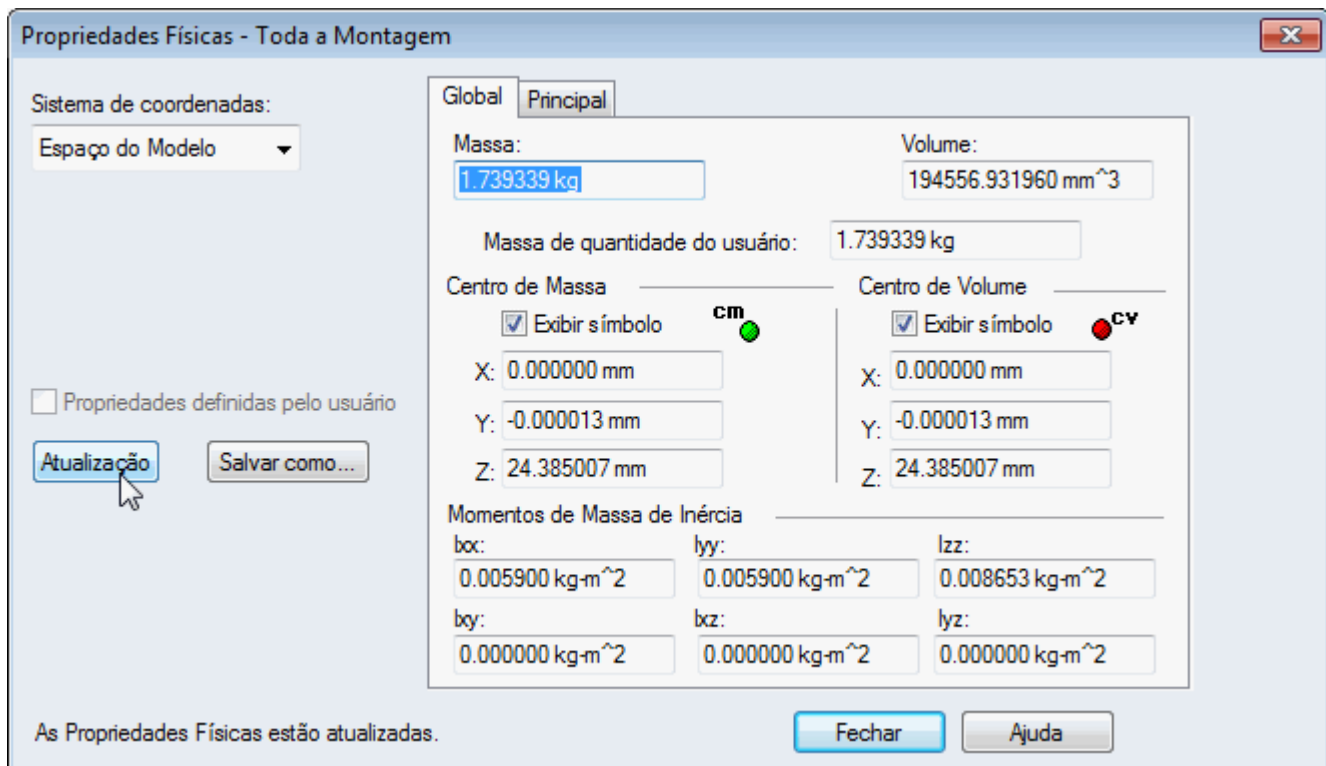 Propriedades Físicas - Toda a Montagem
Sistema de coordenadas:
Espaço do Modelo
Propriedades definidas pelo usuário
Atualização
Salvar como...
Global
Principal
Massa:
Volume:
1.739339 kg
194556.931960 mm^3
Massa de quantidade do usuário:
1.739339 kg
Centro de Massa
Centro de Volume
Exibir símbolo
cm
Exibir símbolo
cv
X: 0.000000 mm
X: 0.000000 mm
Y: -0.000013 mm
Y: -0.000013 mm
Z: 24.385007 mm
Z: 24.385007 mm
Momentos de Massa de Inércia
Ixx:
Iyy:
Izz:
0.005900 kg-m^2
0.005900 kg-m^2
0.008653 kg-m^2
Ixy:
Ixz:
Iyz:
0.000000 kg-m^2
0.000000 kg-m^2
0.000000 kg-m^2
As Propriedades Físicas estão atualizadas.
Fechar
Ajuda